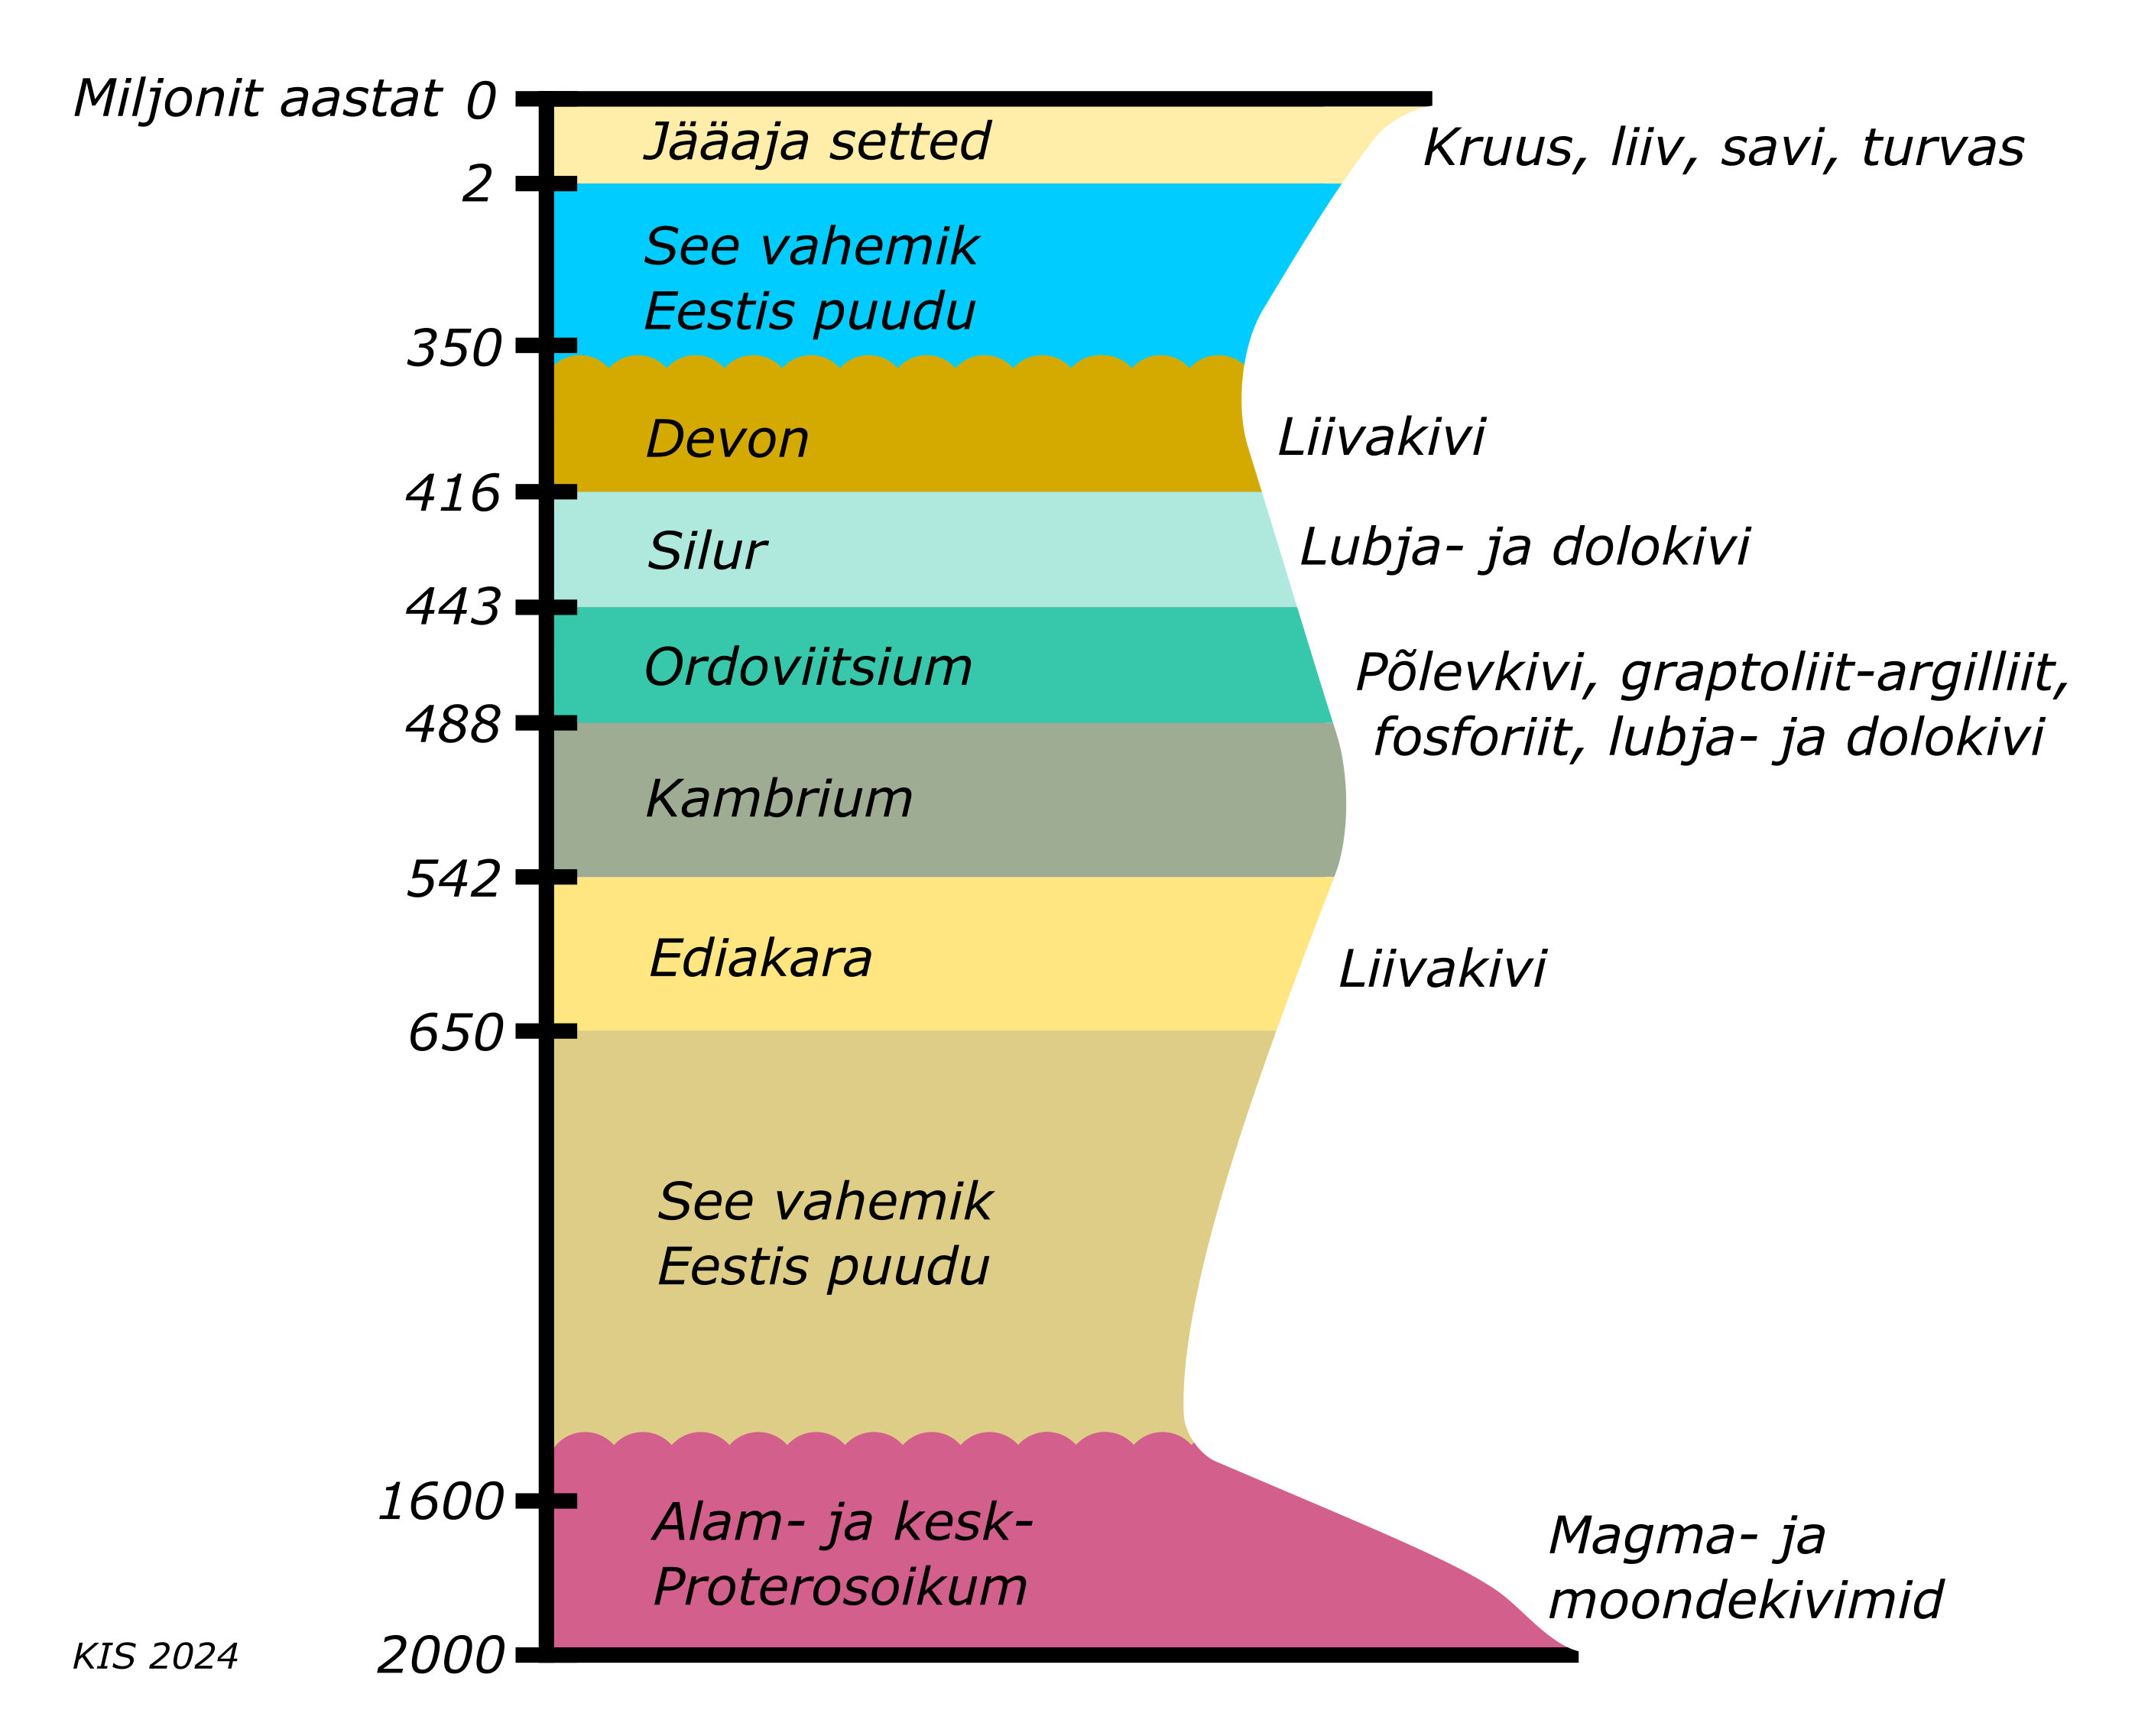 Miljonit aastat 0
Jääaja setted
Kruus, liiv, savi, turvas
2
See vahemik
Eestis puudu
350
Devon
Liivakivi
416
Silur
Lubja- ja dolokivi
443
Ordoviitsium
Põlevkivi, graptoliit-argilliit,
fosforiit, lubja- ja dolokivi
488
Kambrium
542
Ediakara
Liivakivi
650
See vahemik
Eestis puudu
1600
Alam- ja kesk-
Proterosoikum
Magma- ja
moondekivimid
2000
KIS 2024